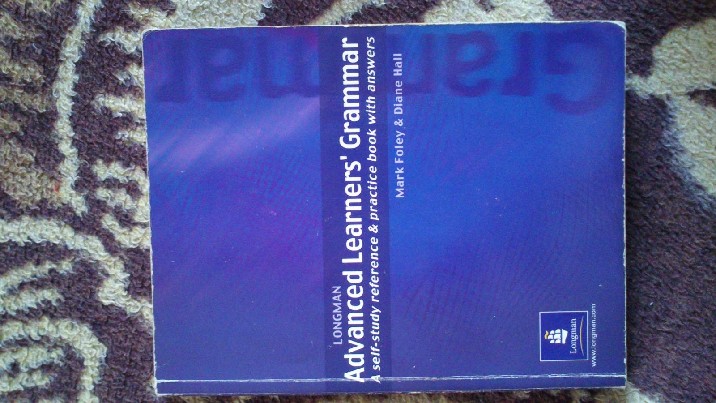 Grammar
LONGMAN
Advanced Learners' Grammar
A self-study reference & practice book with answers
Mark Foley & Diane Hall
Longman
www.longman.com